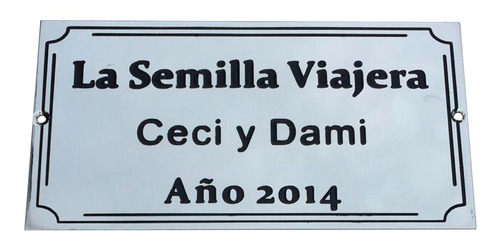 La Semilla Viajera
Ceci y Dami
Año 2014